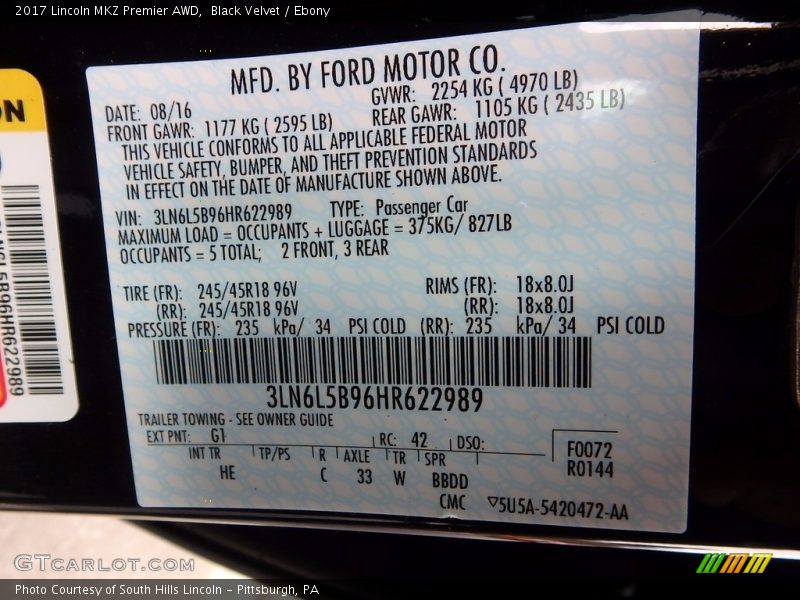 2017 Lincoln MKZ Premier AWD,  Black Velvet / Ebony
ON
MFD. BY FORD MOTOR CO.
DATE: 08/16
GVWR: 2254 KG ( 4970 LB)
FRONT GAWR: 1177 KG ( 2595 LB)
REAR GAWR: 1105 KG ( 2435 LB)
THIS VEHICLE CONFORMS TO ALL APPLICABLE FEDERAL MOTOR
VEHICLE SAFETY, BUMPER, AND THEFT PREVENTION STANDARDS
IN EFFECT ON THE DATE OF MANUFACTURE SHOWN ABOVE.
VIN: 3LN6L5B96HR622989 TYPE: Passenger Car
MAXIMUM LOAD = OCCUPANTS + LUGGAGE = 375KG/ 827LB
OCCUPANTS = 5 TOTAL; 2 FRONT, 3 REAR
TIRE (FR): 245/45R18 96V RIMS (FR): 18x8.0J
(RR): 245/45R18 96V (RR): 18x8.0J
PRESSURE (FR): 235 kPa/ 34 PSI COLD (RR): 235 kPa/ 34 PSI COLD
3LN6L5B96HR622989
TRAILER TOWING - SEE OWNER GUIDE
EXT PNT: G1 RC: 42 DSO:
INT TR TP/PS R AXLE TR SPR
HE C 33 W BBDD
F0072
R0144
CMC ▽5U5A-5420472-AA
GTCARLOT.COM
Photo Courtesy of South Hills Lincoln – Pittsburgh, PA